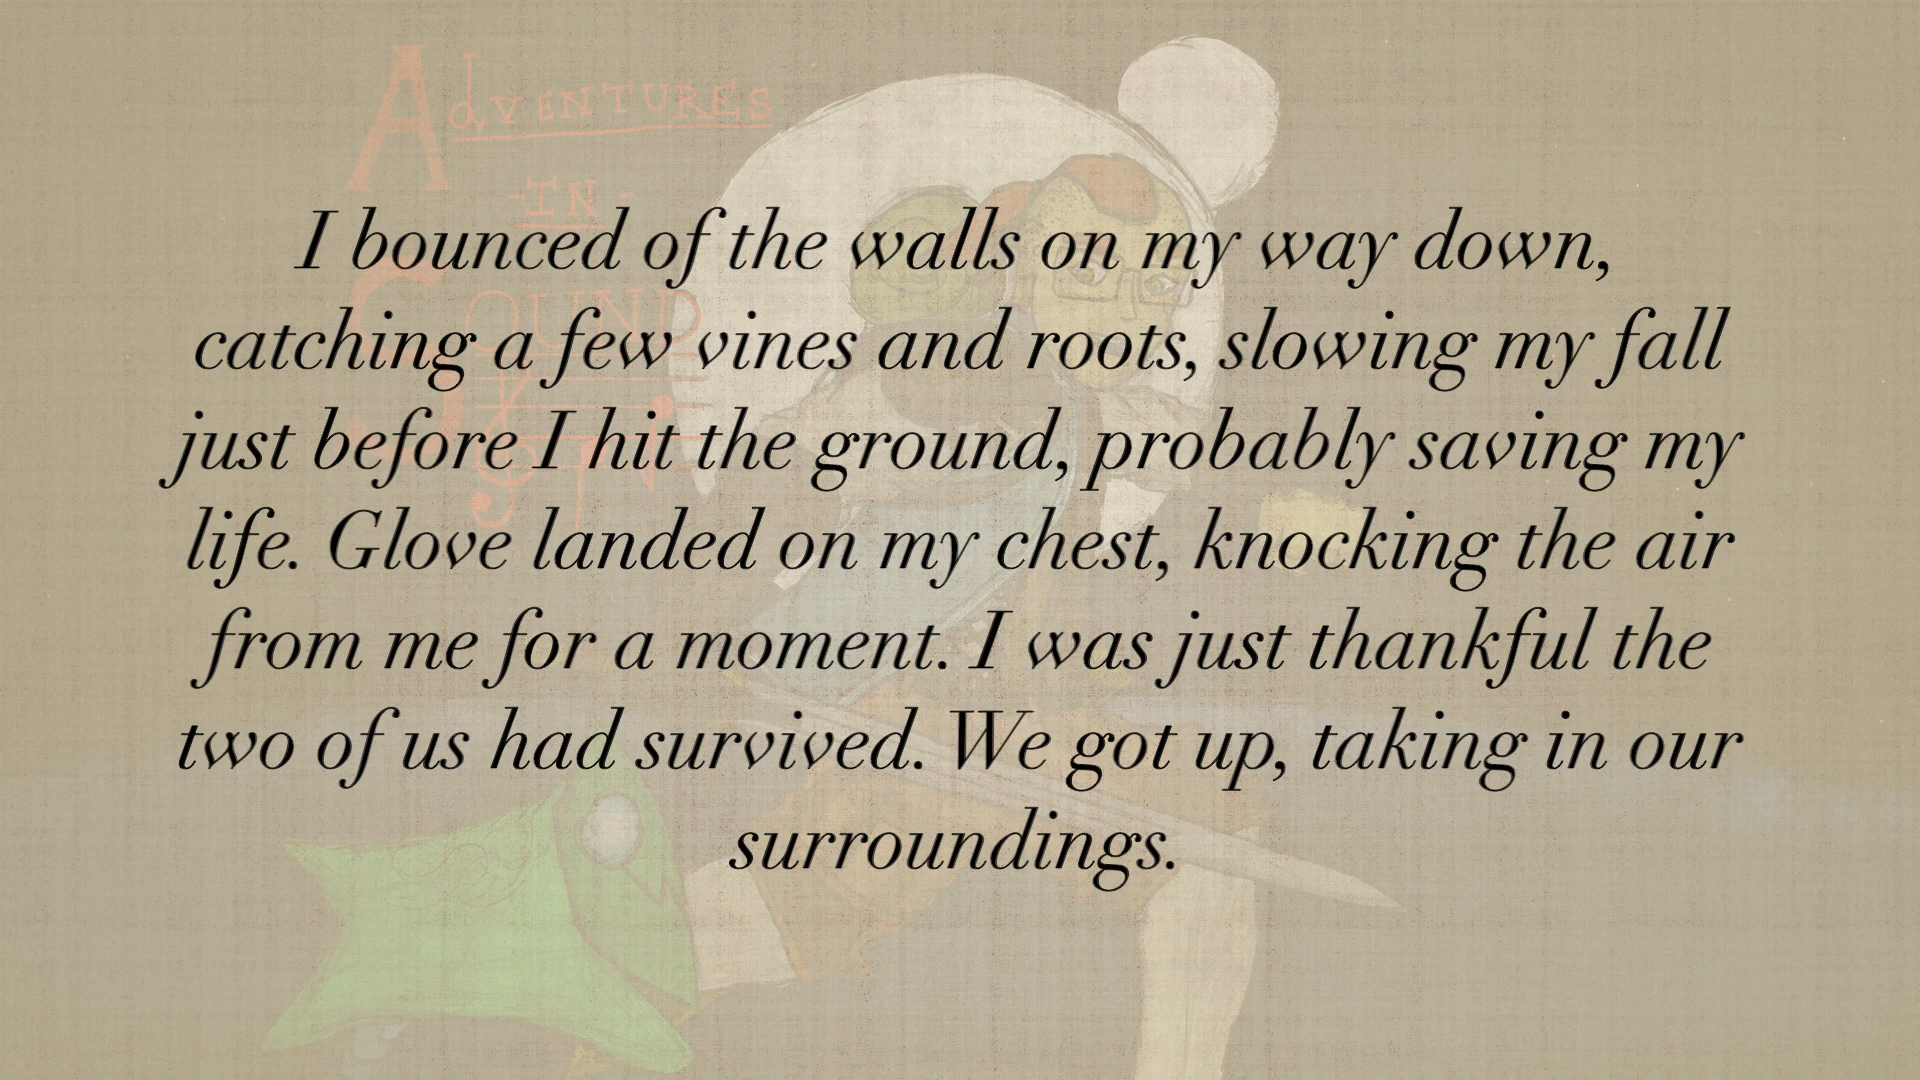 Adventures
-IN-
SOUND
I bounced of the walls on my way down,
catching a few vines and roots, slowing my fall
just before I hit the ground, probably saving my
life. Glove landed on my chest, knocking the air
from me for a moment. I was just thankful the
two of us had survived. We got up, taking in our
surroundings.